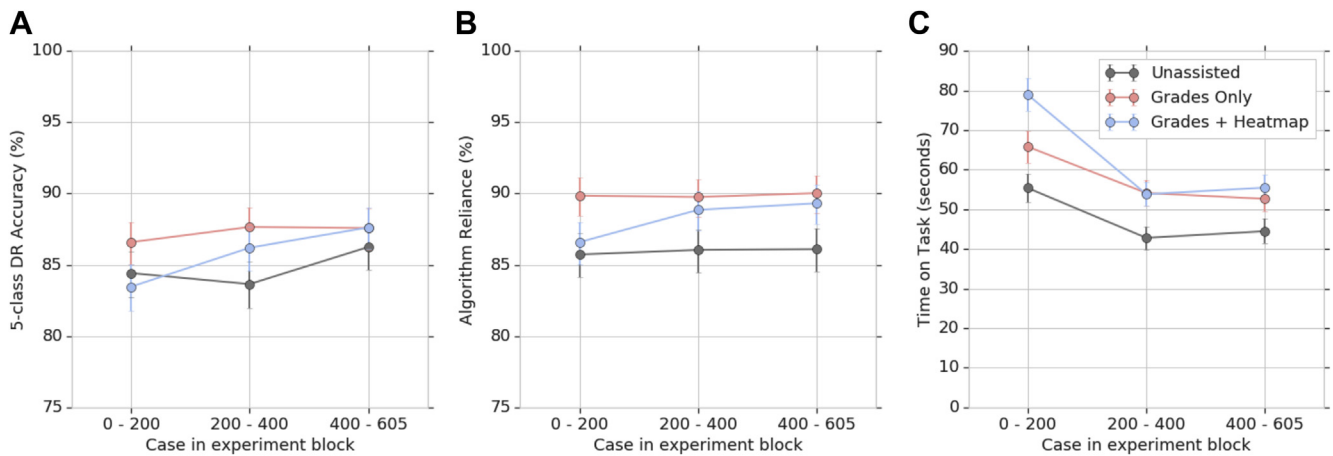 A
100
95
90
85
80
75
5-class DR Accuracy (%)
0 - 200
200 - 400
400 - 605
Case in experiment block
B
100
95
90
85
80
75
Algorithm Reliance (%)
0 - 200
200 - 400
400 - 605
Case in experiment block
C
90
80
70
60
50
40
30
20
10
0
Time on Task (seconds)
Unassisted
Grades Only
Grades + Heatmap
0 - 200
200 - 400
400 - 605
Case in experiment block